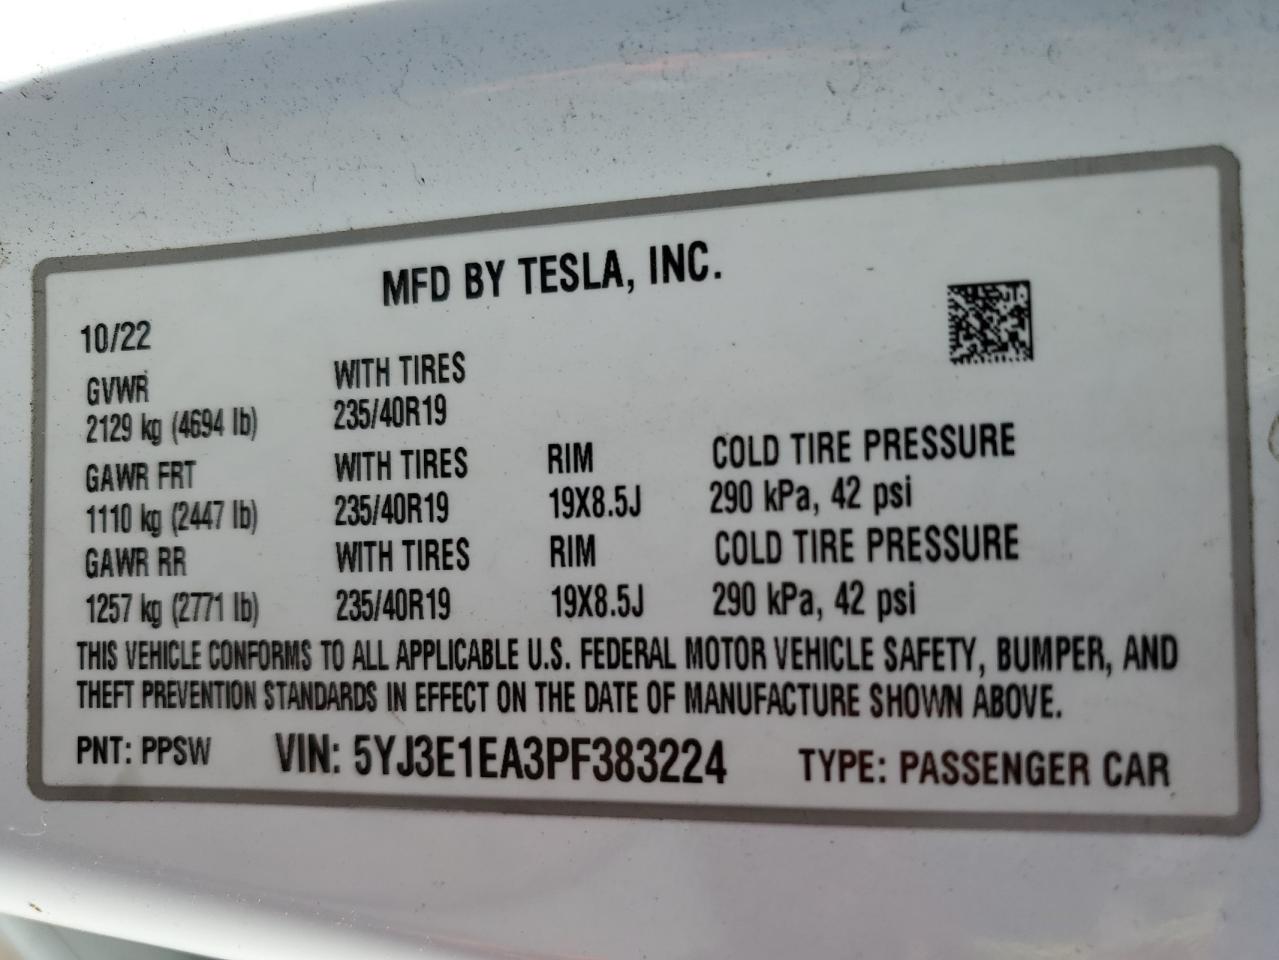 MFD BY TESLA, INC.
10/22
GVWR WITH TIRES
2129 kg (4694 lb) 235/40R19
GAWR FRT WITH TIRES RIM COLD TIRE PRESSURE
1110 kg (2447 lb) 235/40R19 19X8.5J 290 kPa, 42 psi
GAWR RR WITH TIRES RIM COLD TIRE PRESSURE
1257 kg (2771 lb) 235/40R19 19X8.5J 290 kPa, 42 psi
THIS VEHICLE CONFORMS TO ALL APPLICABLE U.S. FEDERAL MOTOR VEHICLE SAFETY, BUMPER, AND
THEFT PREVENTION STANDARDS IN EFFECT ON THE DATE OF MANUFACTURE SHOWN ABOVE.
PNT: PPSW VIN: 5YJ3E1EA3PF383224 TYPE: PASSENGER CAR